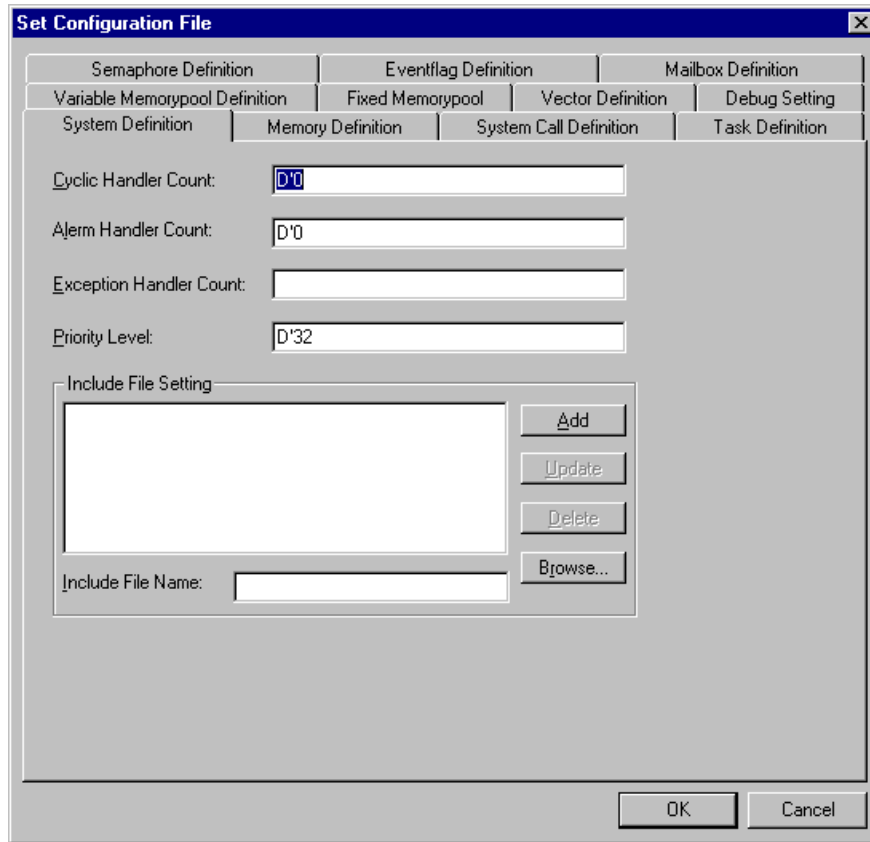 Set Configuration File
Semaphore Definition Eventflag Definition Mailbox Definition
Variable Memorypool Definition Fixed Memorypool Vector Definition Debug Setting
System Definition Memory Definition System Call Definition Task Definition
Cyclic Handler Count: D'0
Alerm Handler Count: D'0
Exception Handler Count:
Priority Level: D'32
Include File Setting
Add
Update
Delete
Browse...
Include File Name:
OK Cancel